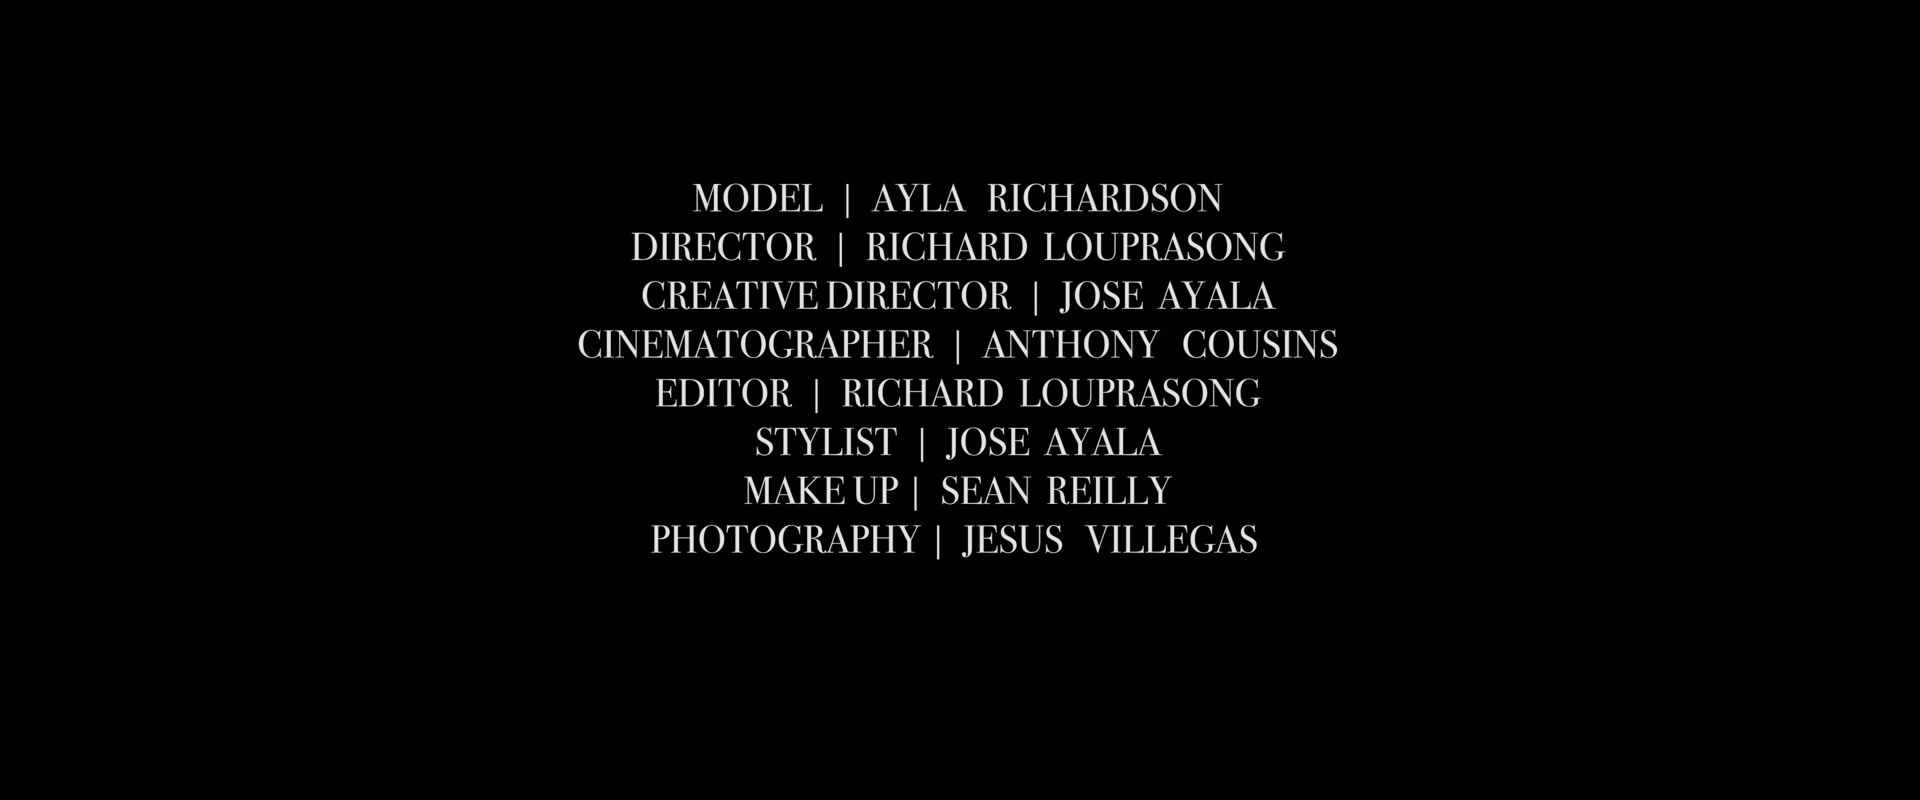 MODEL | AYLA RICHARDSON
DIRECTOR | RICHARD LOUPRASONG
CREATIVE DIRECTOR | JOSE AYALA
CINEMATOGRAPHER | ANTHONY COUSINS
EDITOR | RICHARD LOUPRASONG
STYLIST | JOSE AYALA
MAKE UP | SEAN REILLY
PHOTOGRAPHY | JESUS VILLEGAS